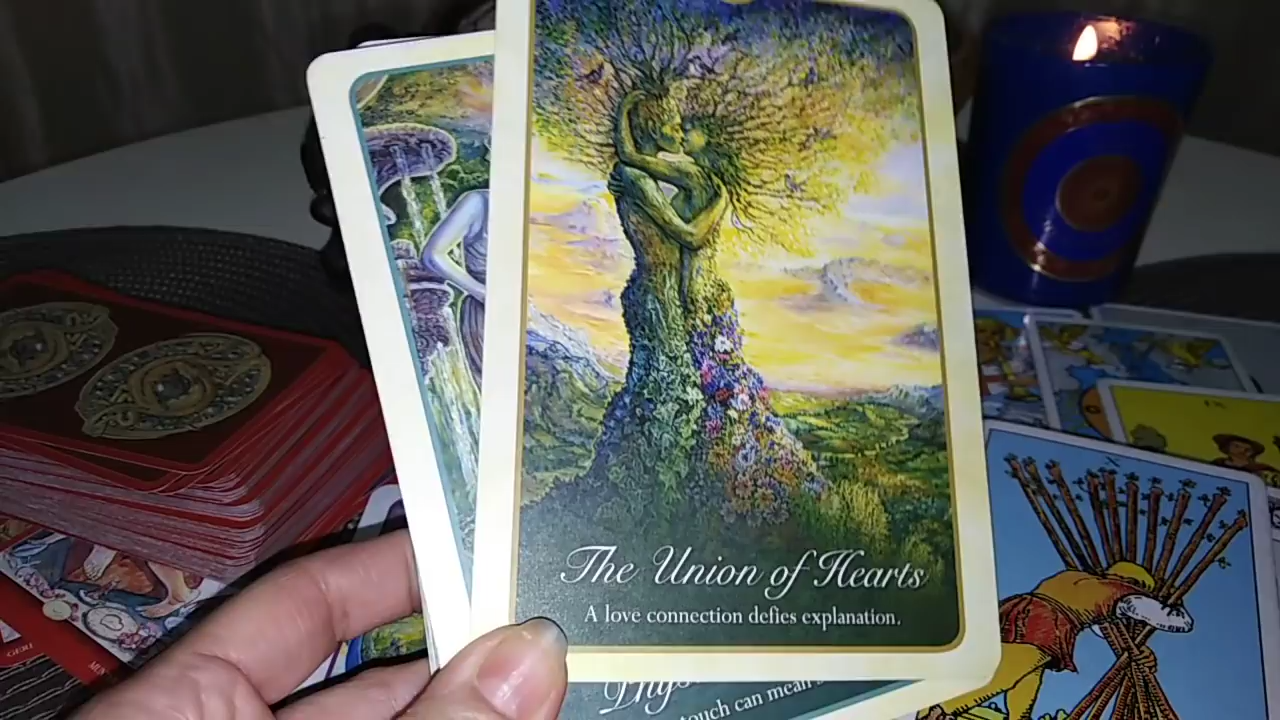 The Union of Hearts
A love connection defies explanation.
touch can mean
X